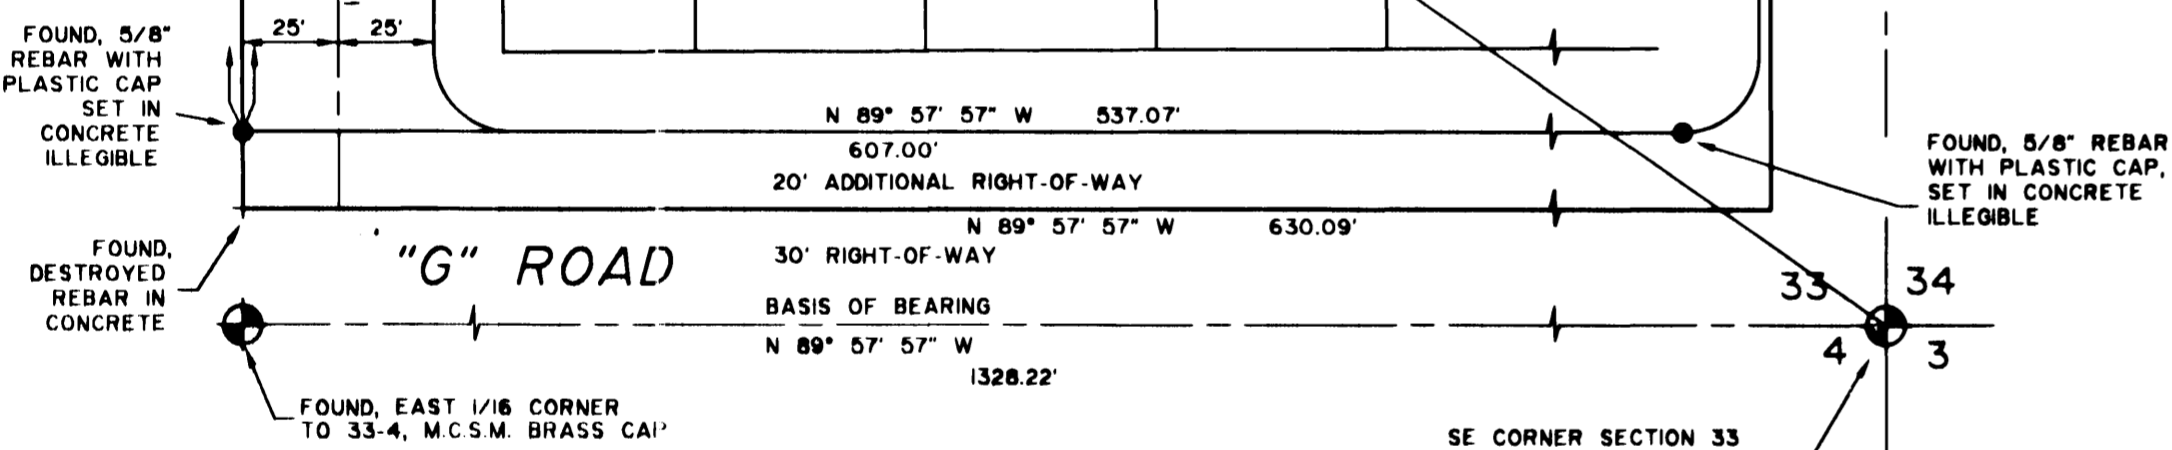 FOUND, 5/8"
REBAR WITH
PLASTIC CAP
SET IN
CONCRETE
ILLEGIBLE
25'
25'
N 89° 57' 57" W 537.07'
607.00'
20' ADDITIONAL RIGHT-OF-WAY
N 89° 57' 57" W 630.09'
FOUND, 5/8" REBAR
WITH PLASTIC CAP,
SET IN CONCRETE
ILLEGIBLE
FOUND,
DESTROYED
REBAR IN
CONCRETE
"G" ROAD
30' RIGHT-OF-WAY
BASIS OF BEARING
N 89° 57' 57" W
1328.22'
33
34
4
3
FOUND, EAST 1/16 CORNER
TO 33-4, M.C.S.M. BRASS CAP
SE CORNER SECTION 33